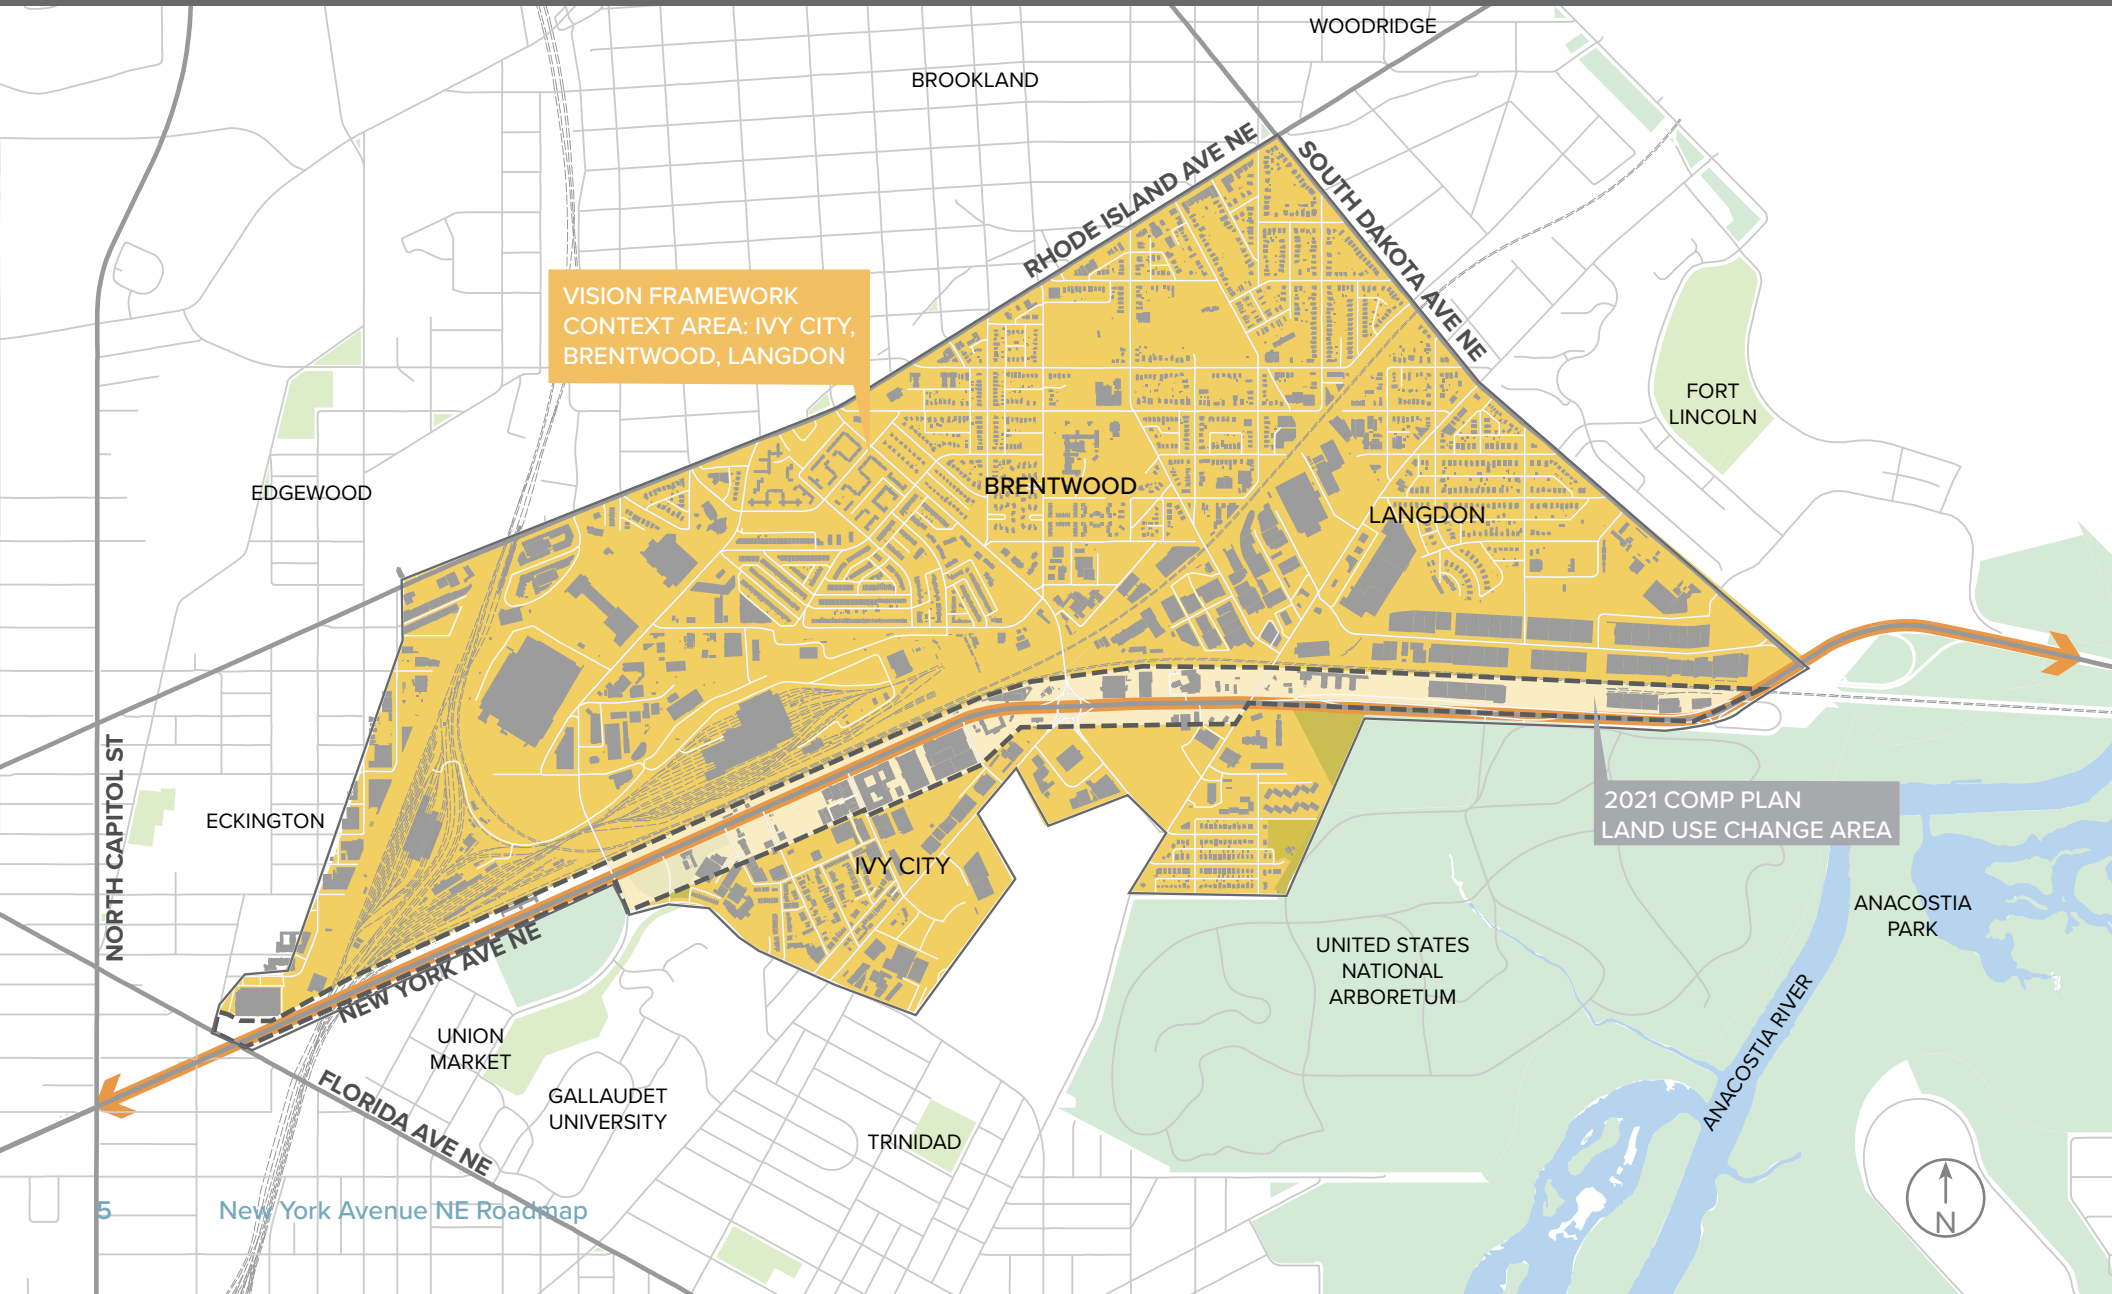 WOODRIDGE
BROOKLAND
RHODE ISLAND AVE NE
SOUTH DAKOTA AVE NE
VISION FRAMEWORK
CONTEXT AREA: IVY CITY,
BRENTWOOD, LANGDON
FORT
LINCOLN
EDGEWOOD
BRENTWOOD
LANGDON
NORTH CAPITOL ST
ECKINGTON
2021 COMP PLAN
LAND USE CHANGE AREA
IVY CITY
NEW YORK AVE NE
ANACOSTIA
PARK
UNITED STATES
NATIONAL
ARBORETUM
ANACOSTIA RIVER
UNION
MARKET
FLORIDA AVE NE
GALLAUDET
UNIVERSITY
TRINIDAD
N
5
New York Avenue NE Roadmap